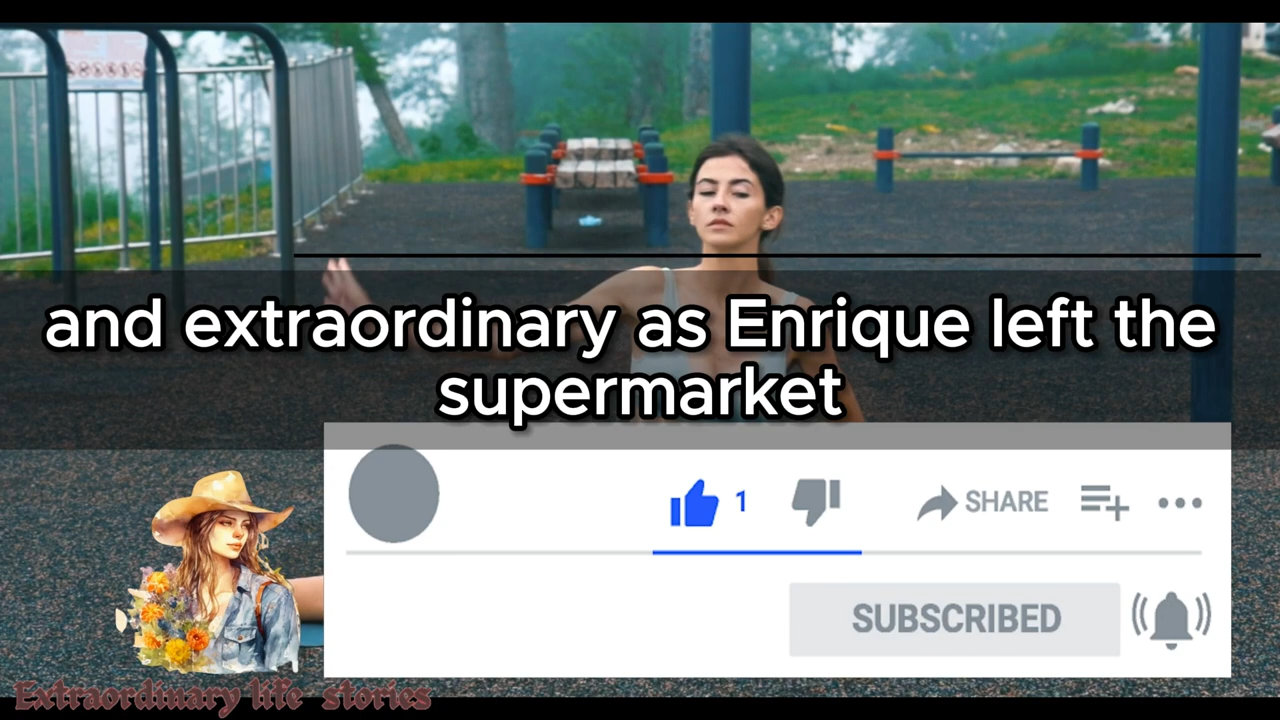 and extraordinary as Enrique left the
supermarket
1
SHARE
SUBSCRIBED
Extraordinary life stories